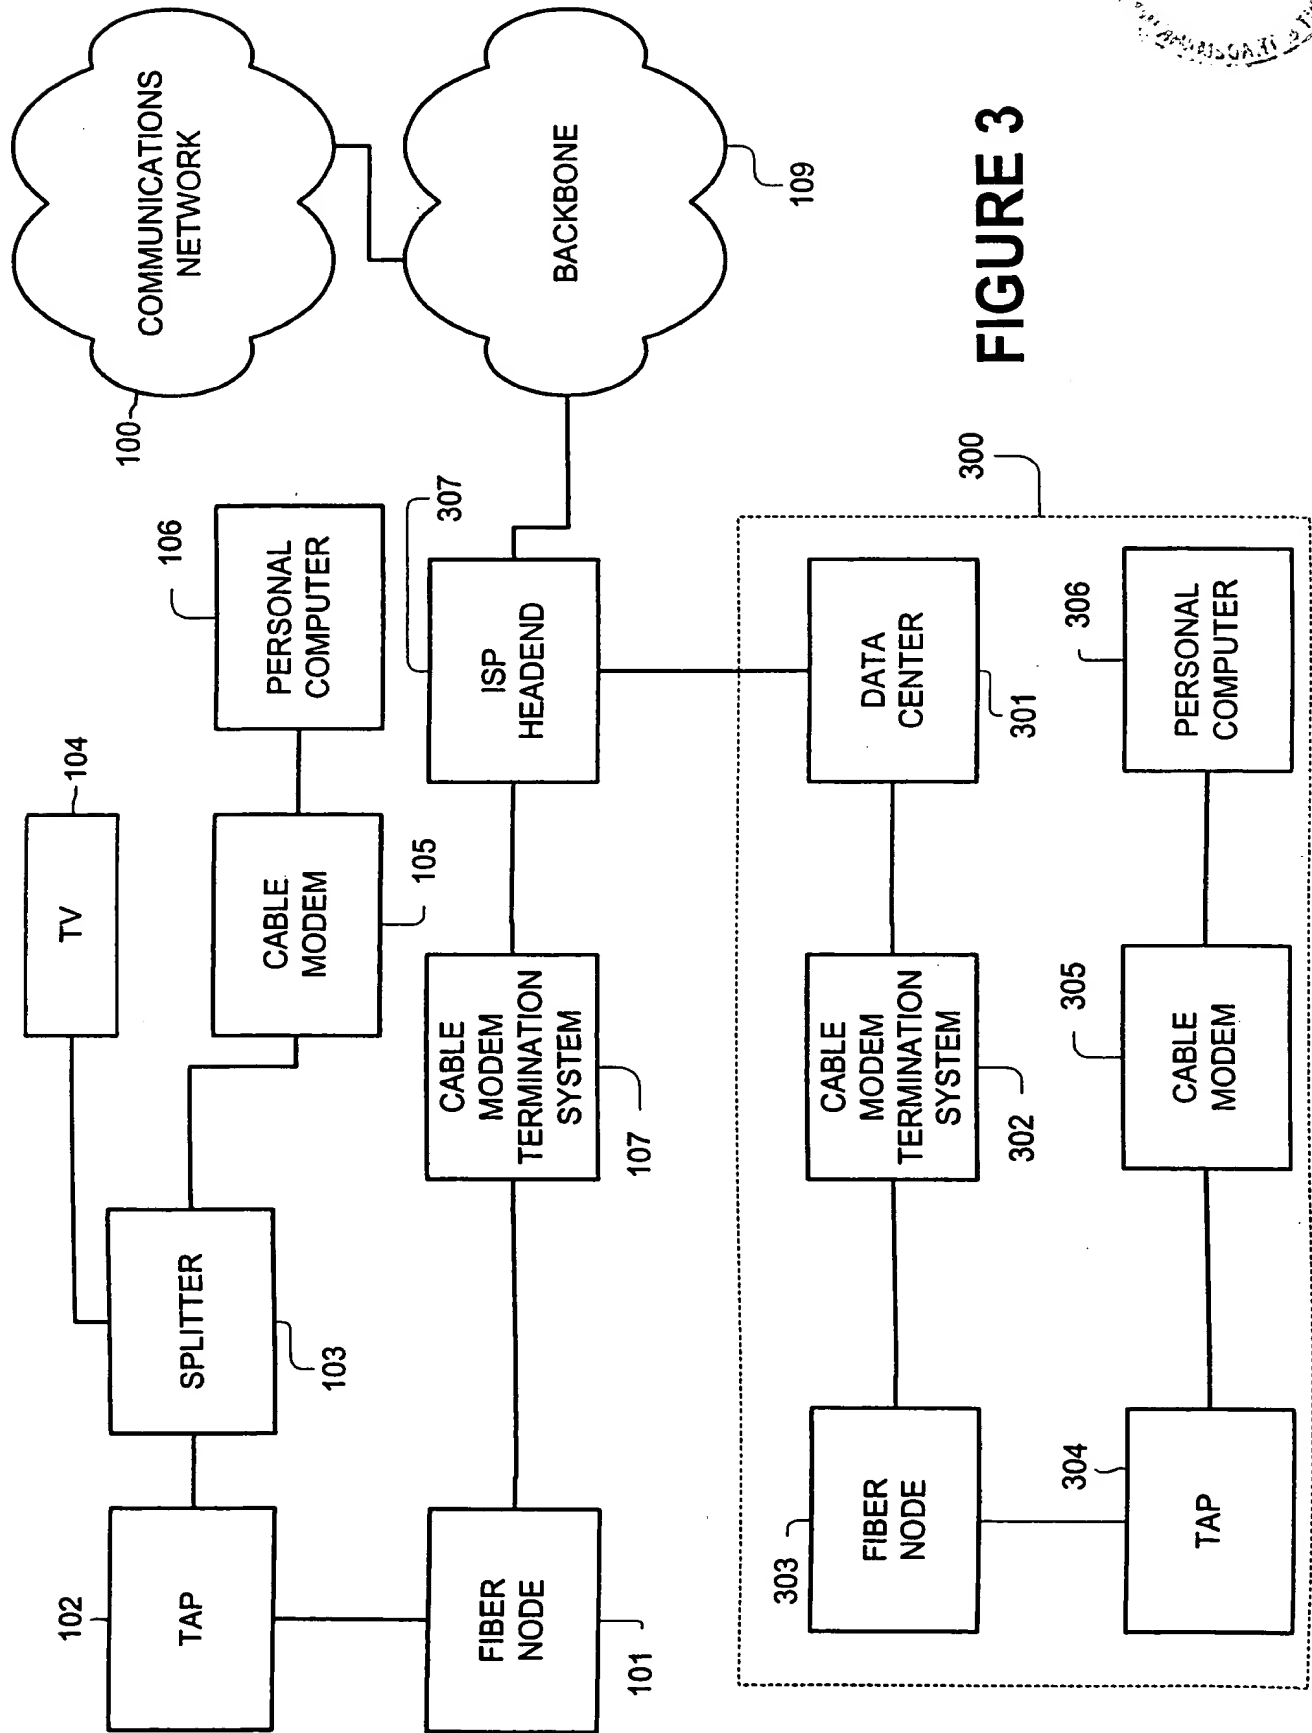 102
TAP
103
SPLITTER
104
TV
105
CABLE
MODEM
106
PERSONAL
COMPUTER
100
COMMUNICATIONS
NETWORK
101
FIBER
NODE
107
CABLE
MODEM
TERMINATION
SYSTEM
307
ISP
HEADEND
BACKBONE
109
303
FIBER
NODE
302
CABLE
MODEM
TERMINATION
SYSTEM
301
DATA
CENTER
300
304
TAP
305
CABLE
MODEM
306
PERSONAL
COMPUTER
FIGURE 3